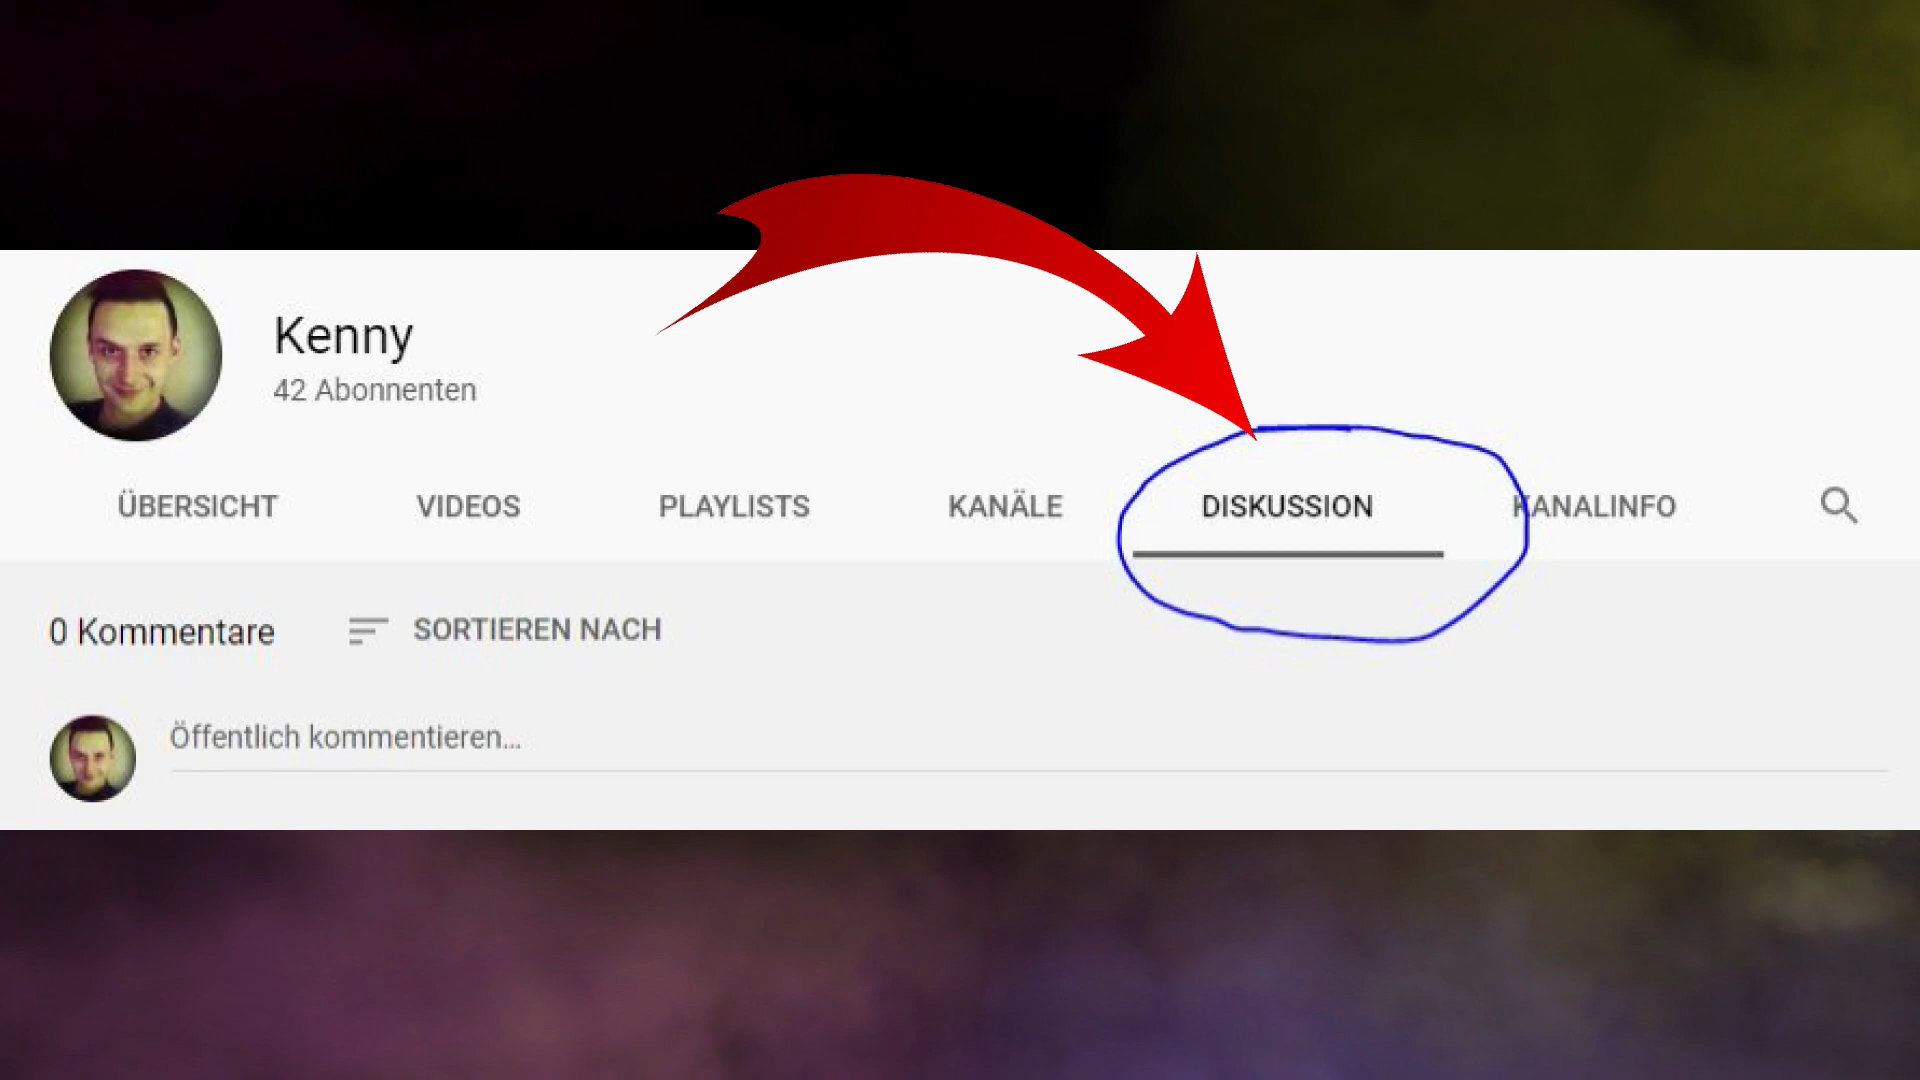 Kenny
42 Abonnenten
ÜBERSICHT VIDEOS PLAYLISTS KANÄLE DISKUSSION KANALINFO
0 Kommentare SORTIEREN NACH
Öffentlich kommentieren...